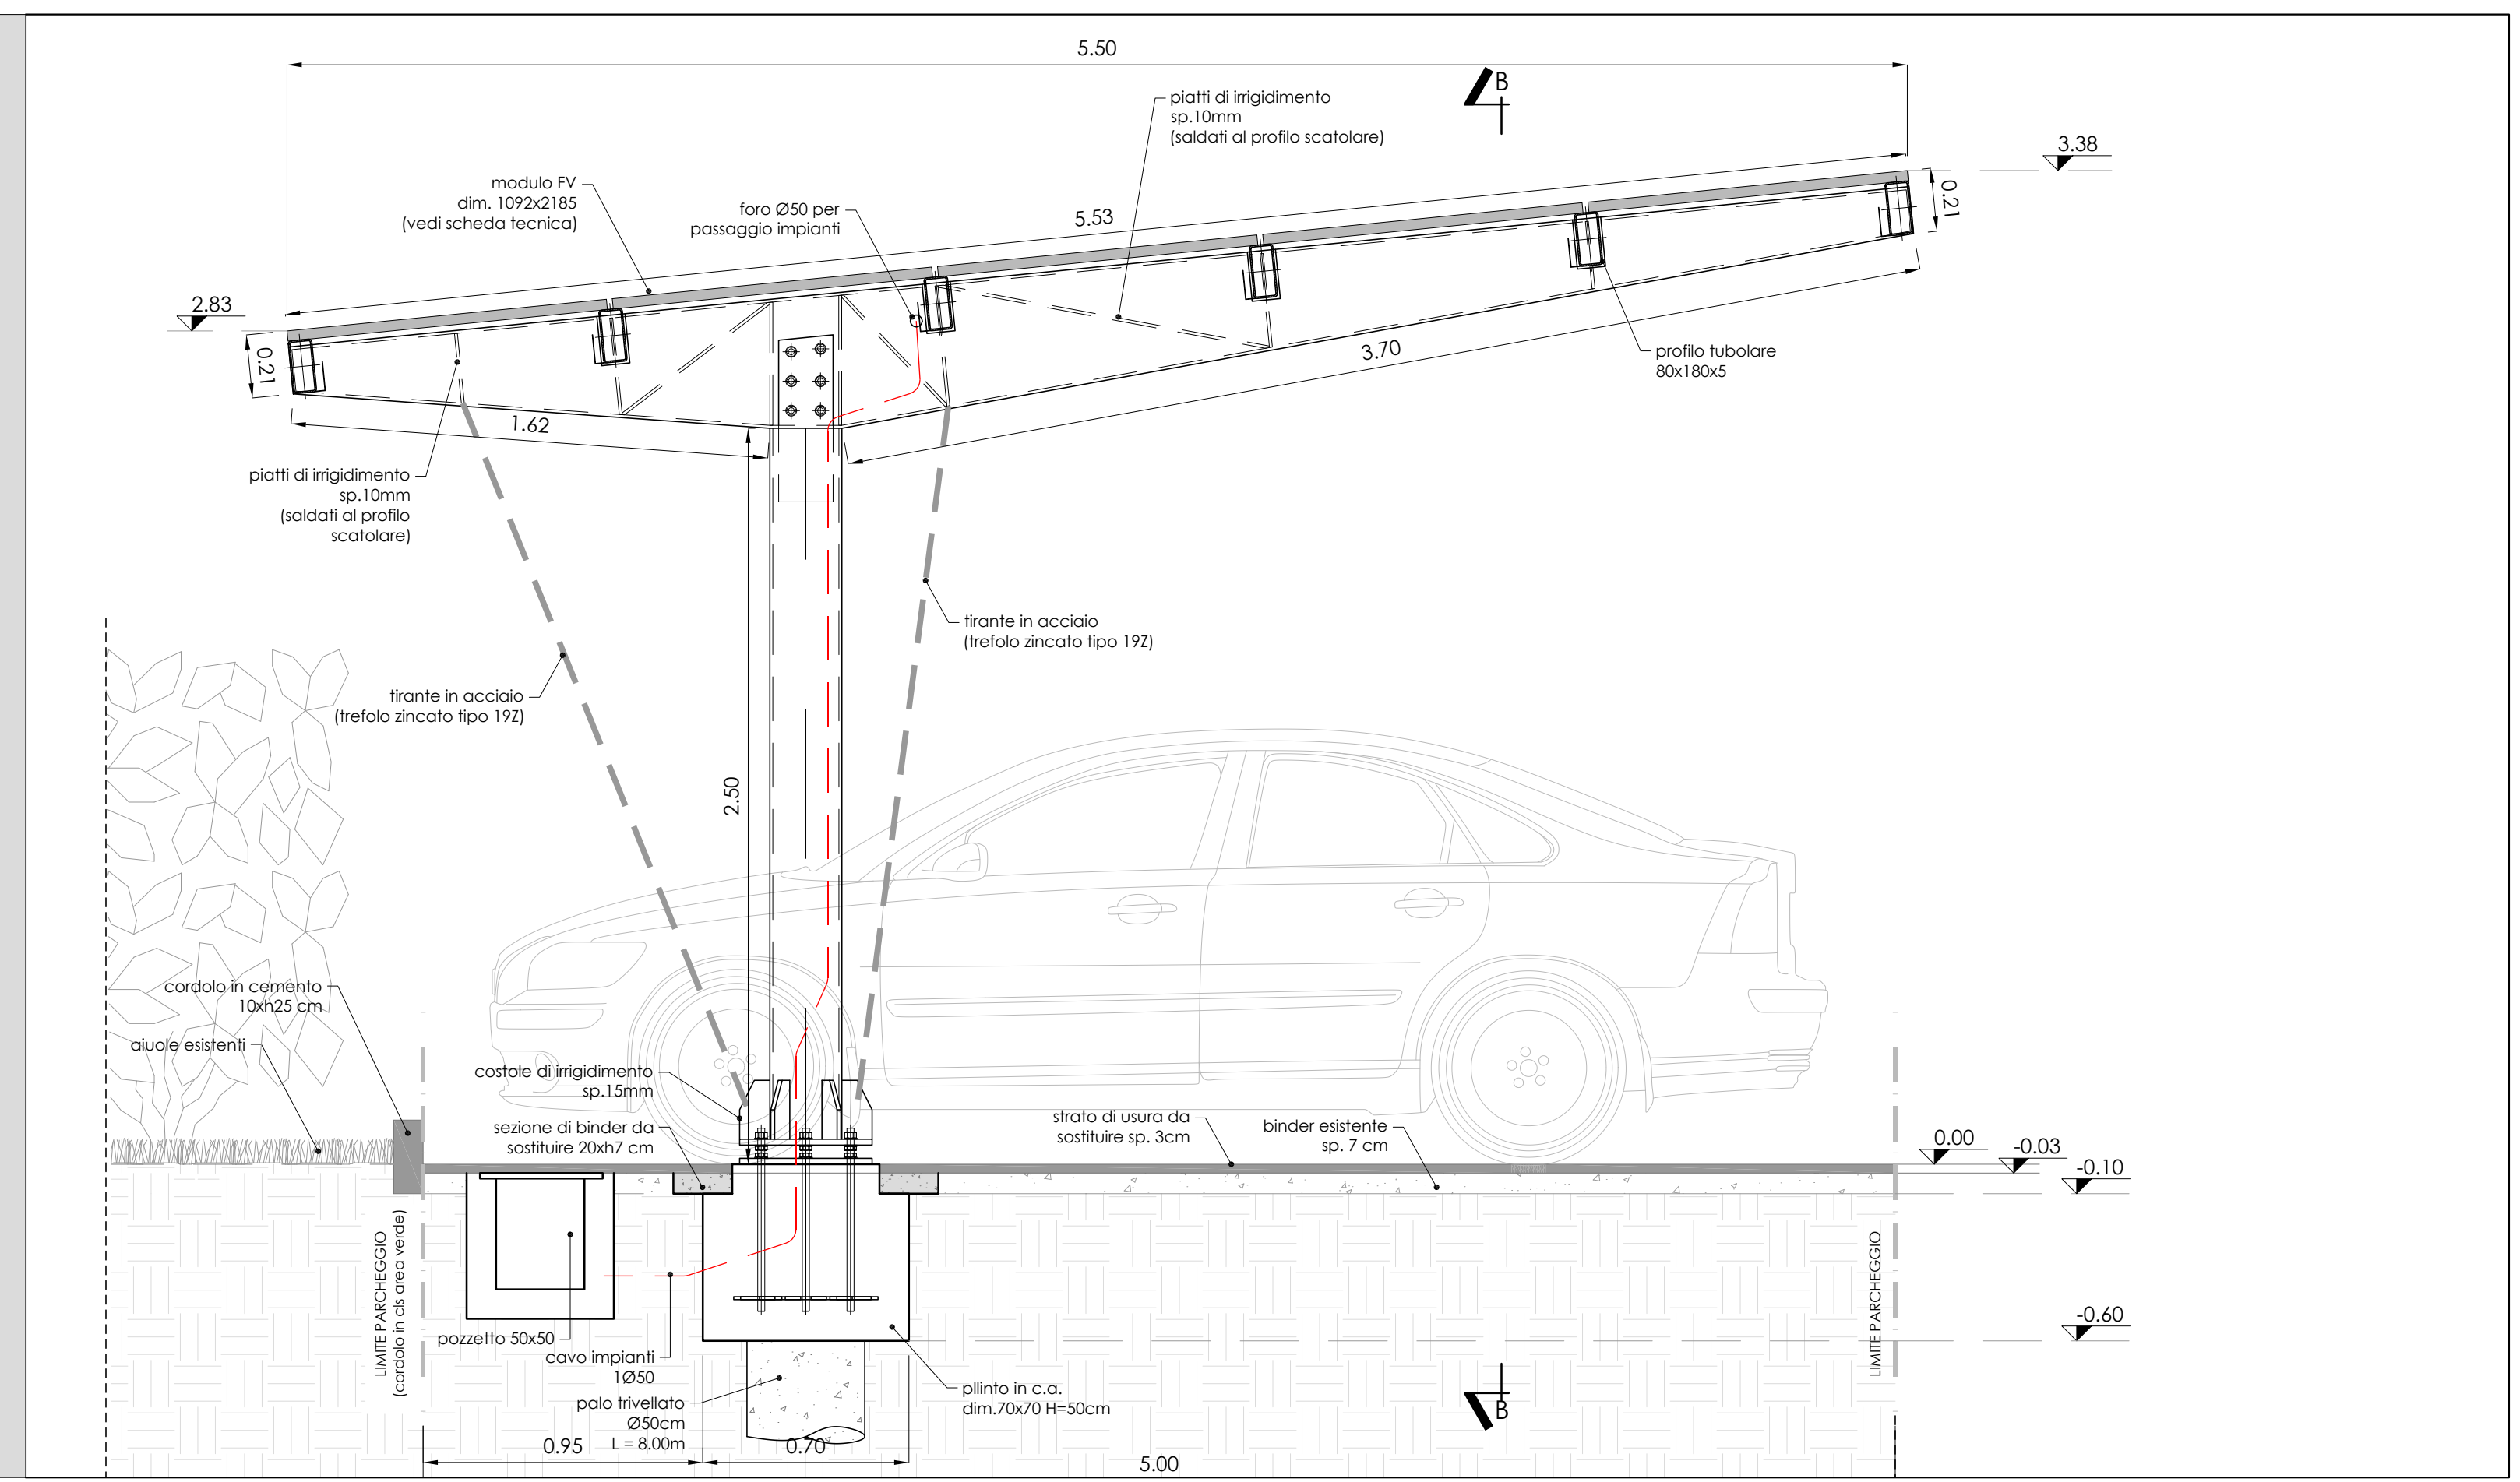 5.50
B
piatti di irrigidimento
sp.10mm
(saldati al profilo scatolare)
3.38
modulo FV
dim. 1092x2185
(vedi scheda tecnica)
foro Ø50 per
passaggio impianti
5.53
0.21
2.83
0.21
3.70
profilo tubolare
80x180x5
1.62
piatti di irrigidimento
sp.10mm
(saldati al profilo
scatolare)
tirante in acciaio
(trefolo zincato tipo 19Z)
tirante in acciaio
(trefolo zincato tipo 19Z)
2.50
cordolo in cemento
10xh25 cm
aiuole esistenti
costole di irrigidimento
sp.15mm
sezione di binder da
sostituire 20xh7 cm
strato di usura da
sostituire sp. 3cm
binder esistente
sp. 7 cm
0.00
-0.03
-0.10
LIMITE PARCHEGGIO
(cordolo in cls area verde)
LIMITE PARCHEGGIO
-0.60
pozzetto 50x50
cavo impianti
1Ø50
palo trivellato
Ø50cm
L = 8.00m
pllinto in c.a.
dim.70x70 H=50cm
B
0.95
0.70
5.00